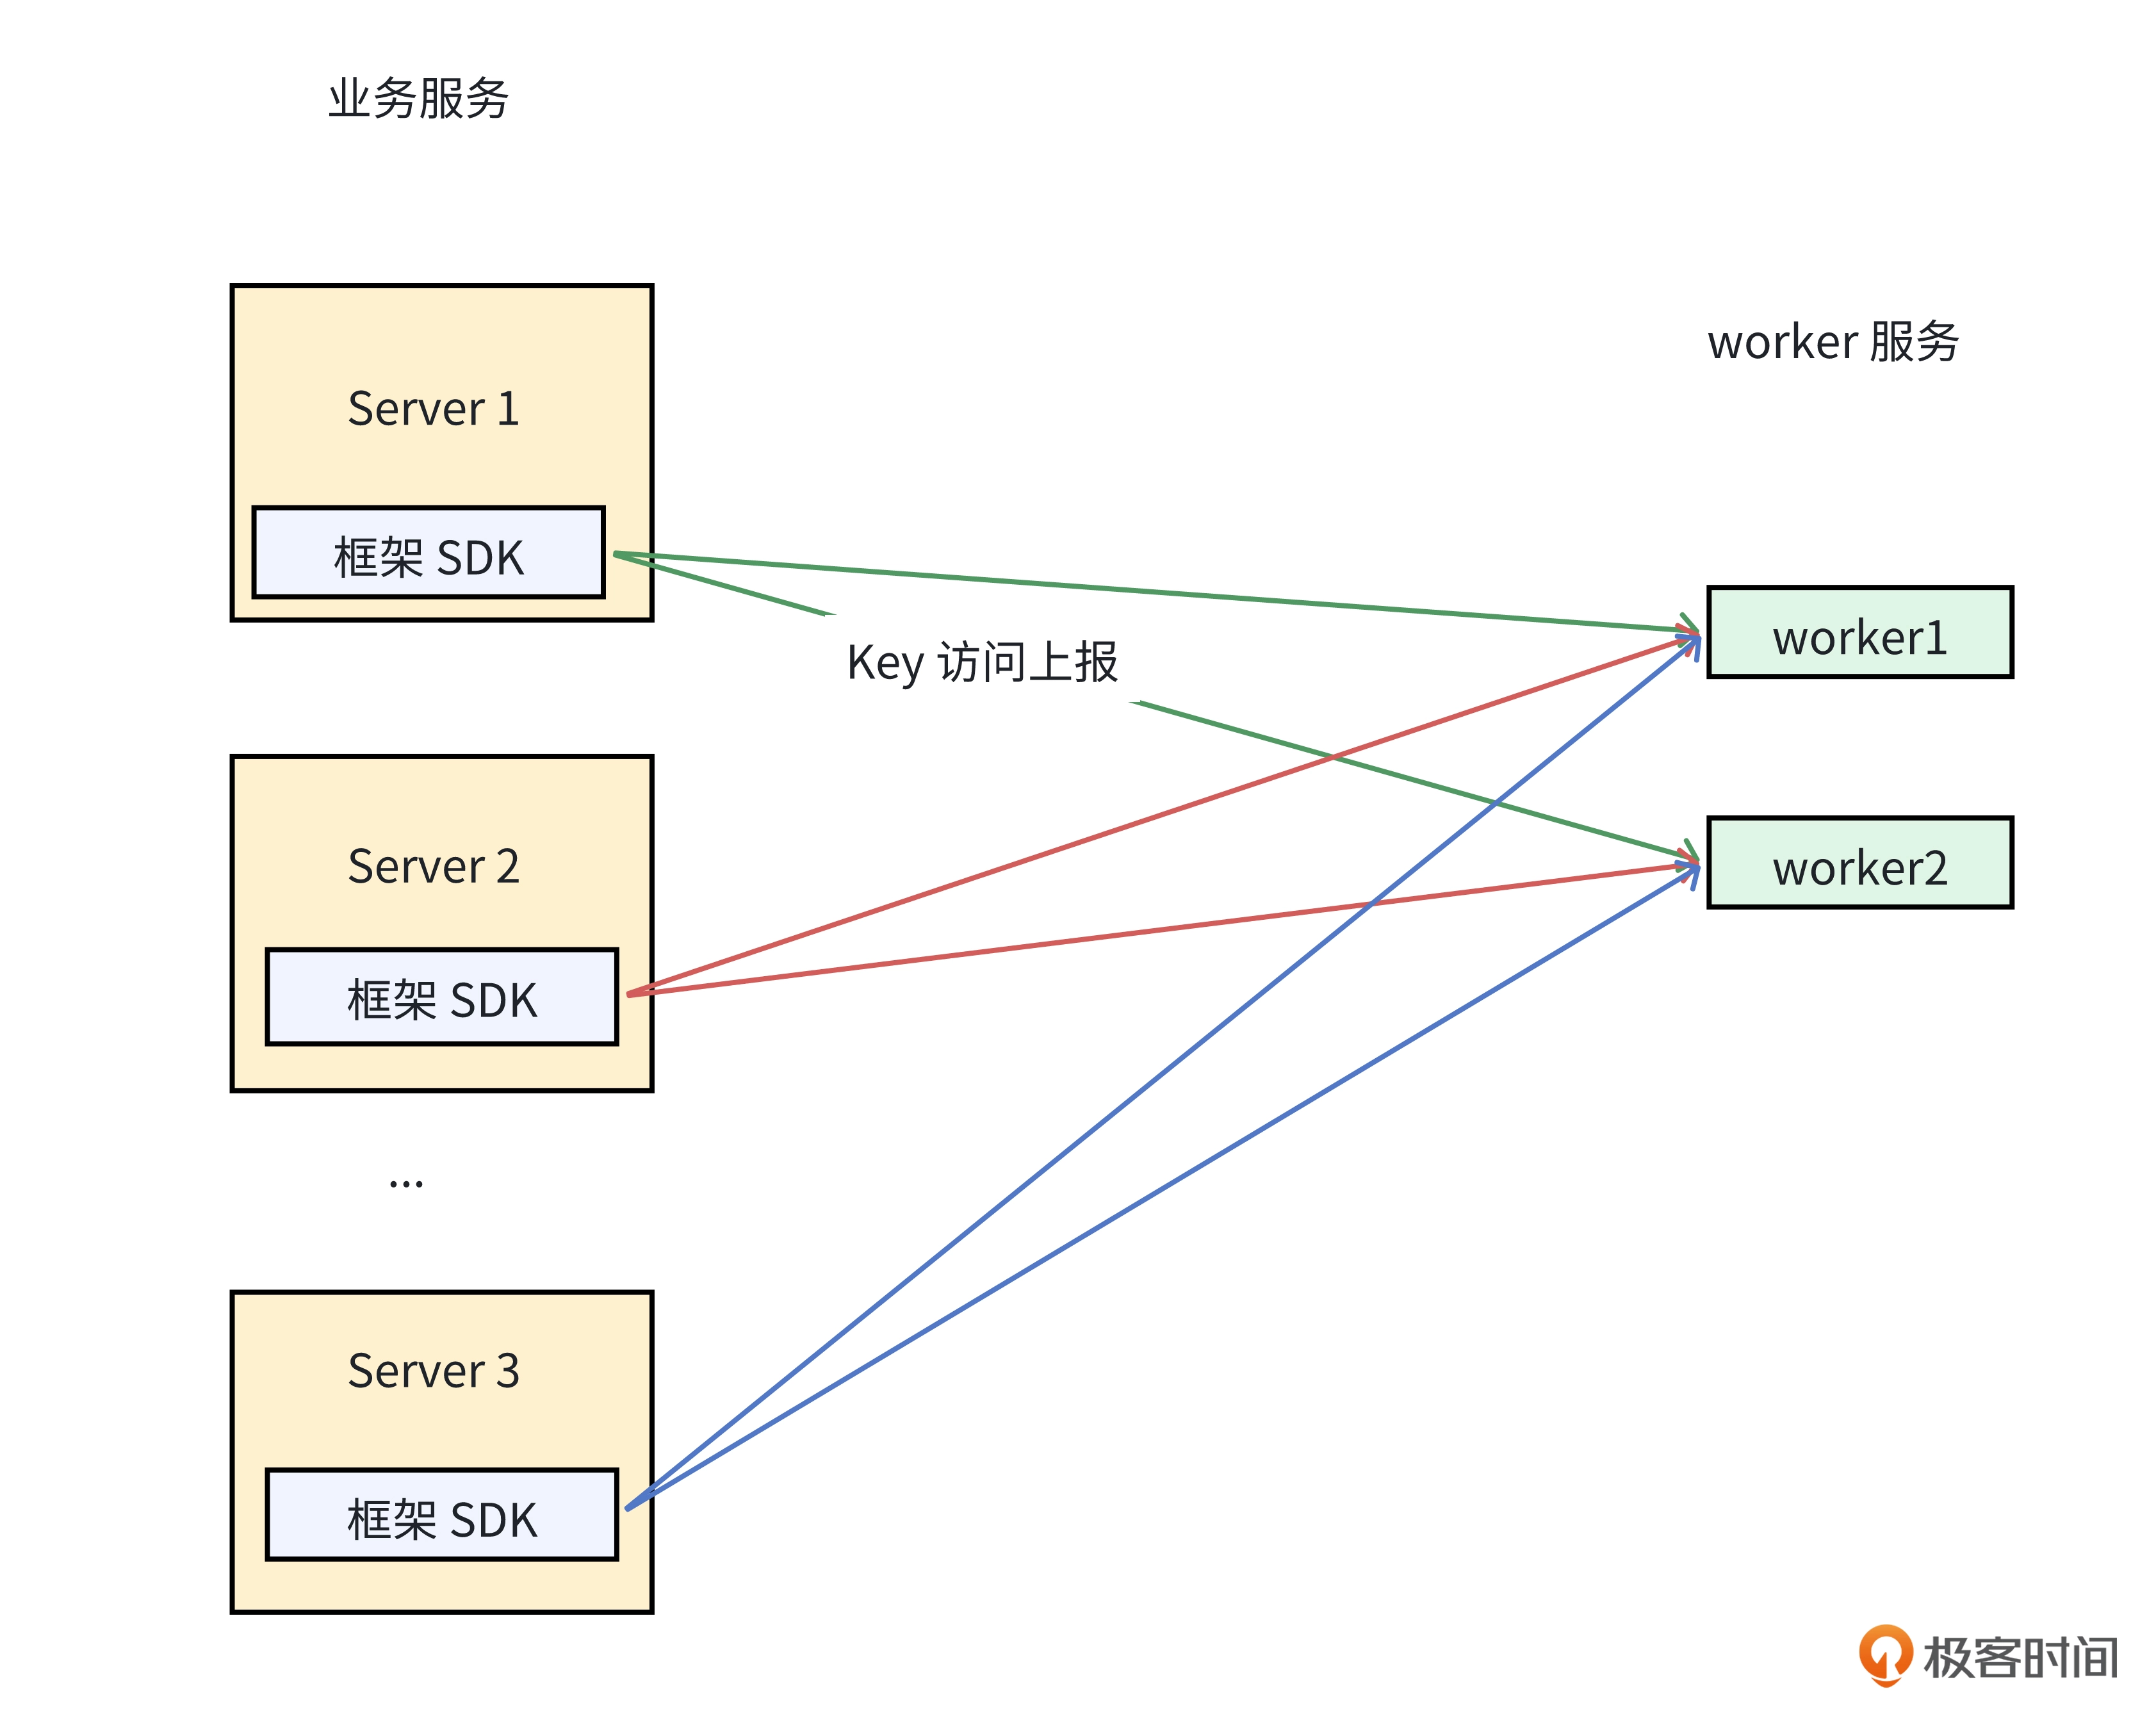 业务服务
worker 服务
Server 1
框架 SDK
Key 访问上报
worker1
Server 2
worker2
框架 SDK
...
Server 3
框架 SDK
极客时间